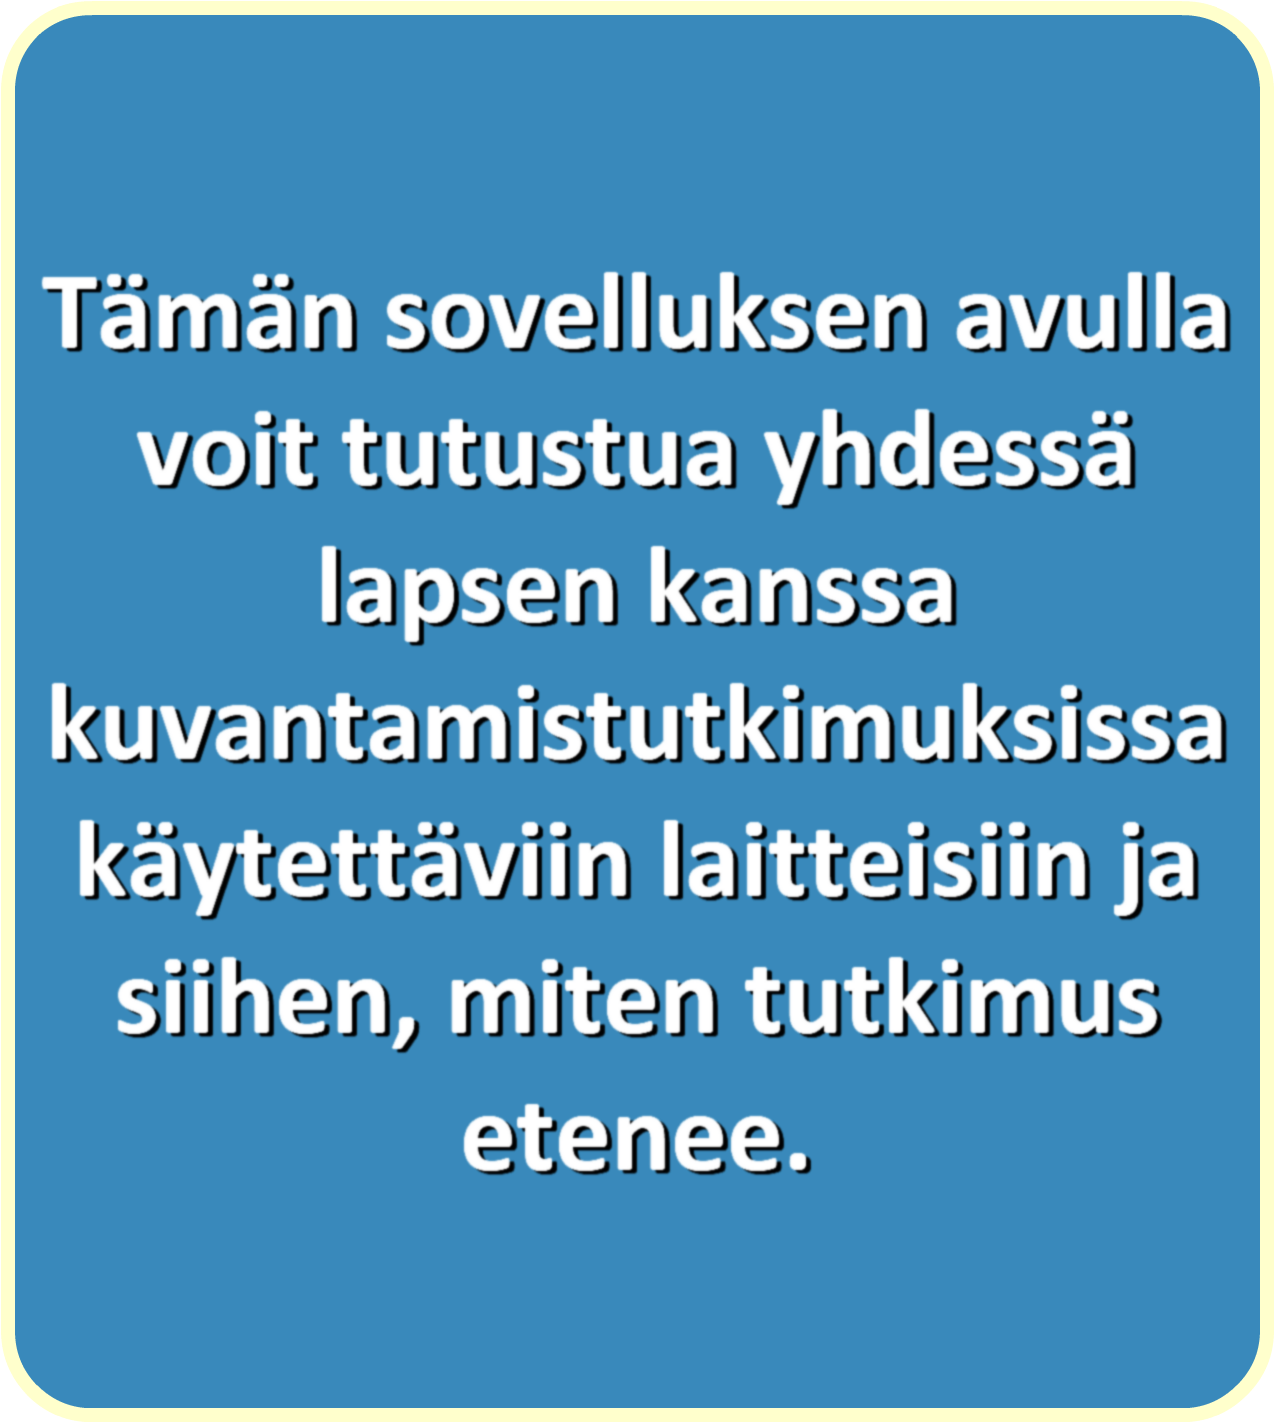 Tämän sovelluksen avulla
voit tutustua yhdessä
lapsen kanssa
kuvantamistutkimuksissa
käytettäviin laitteisiin ja
siihen, miten tutkimus
etenee.